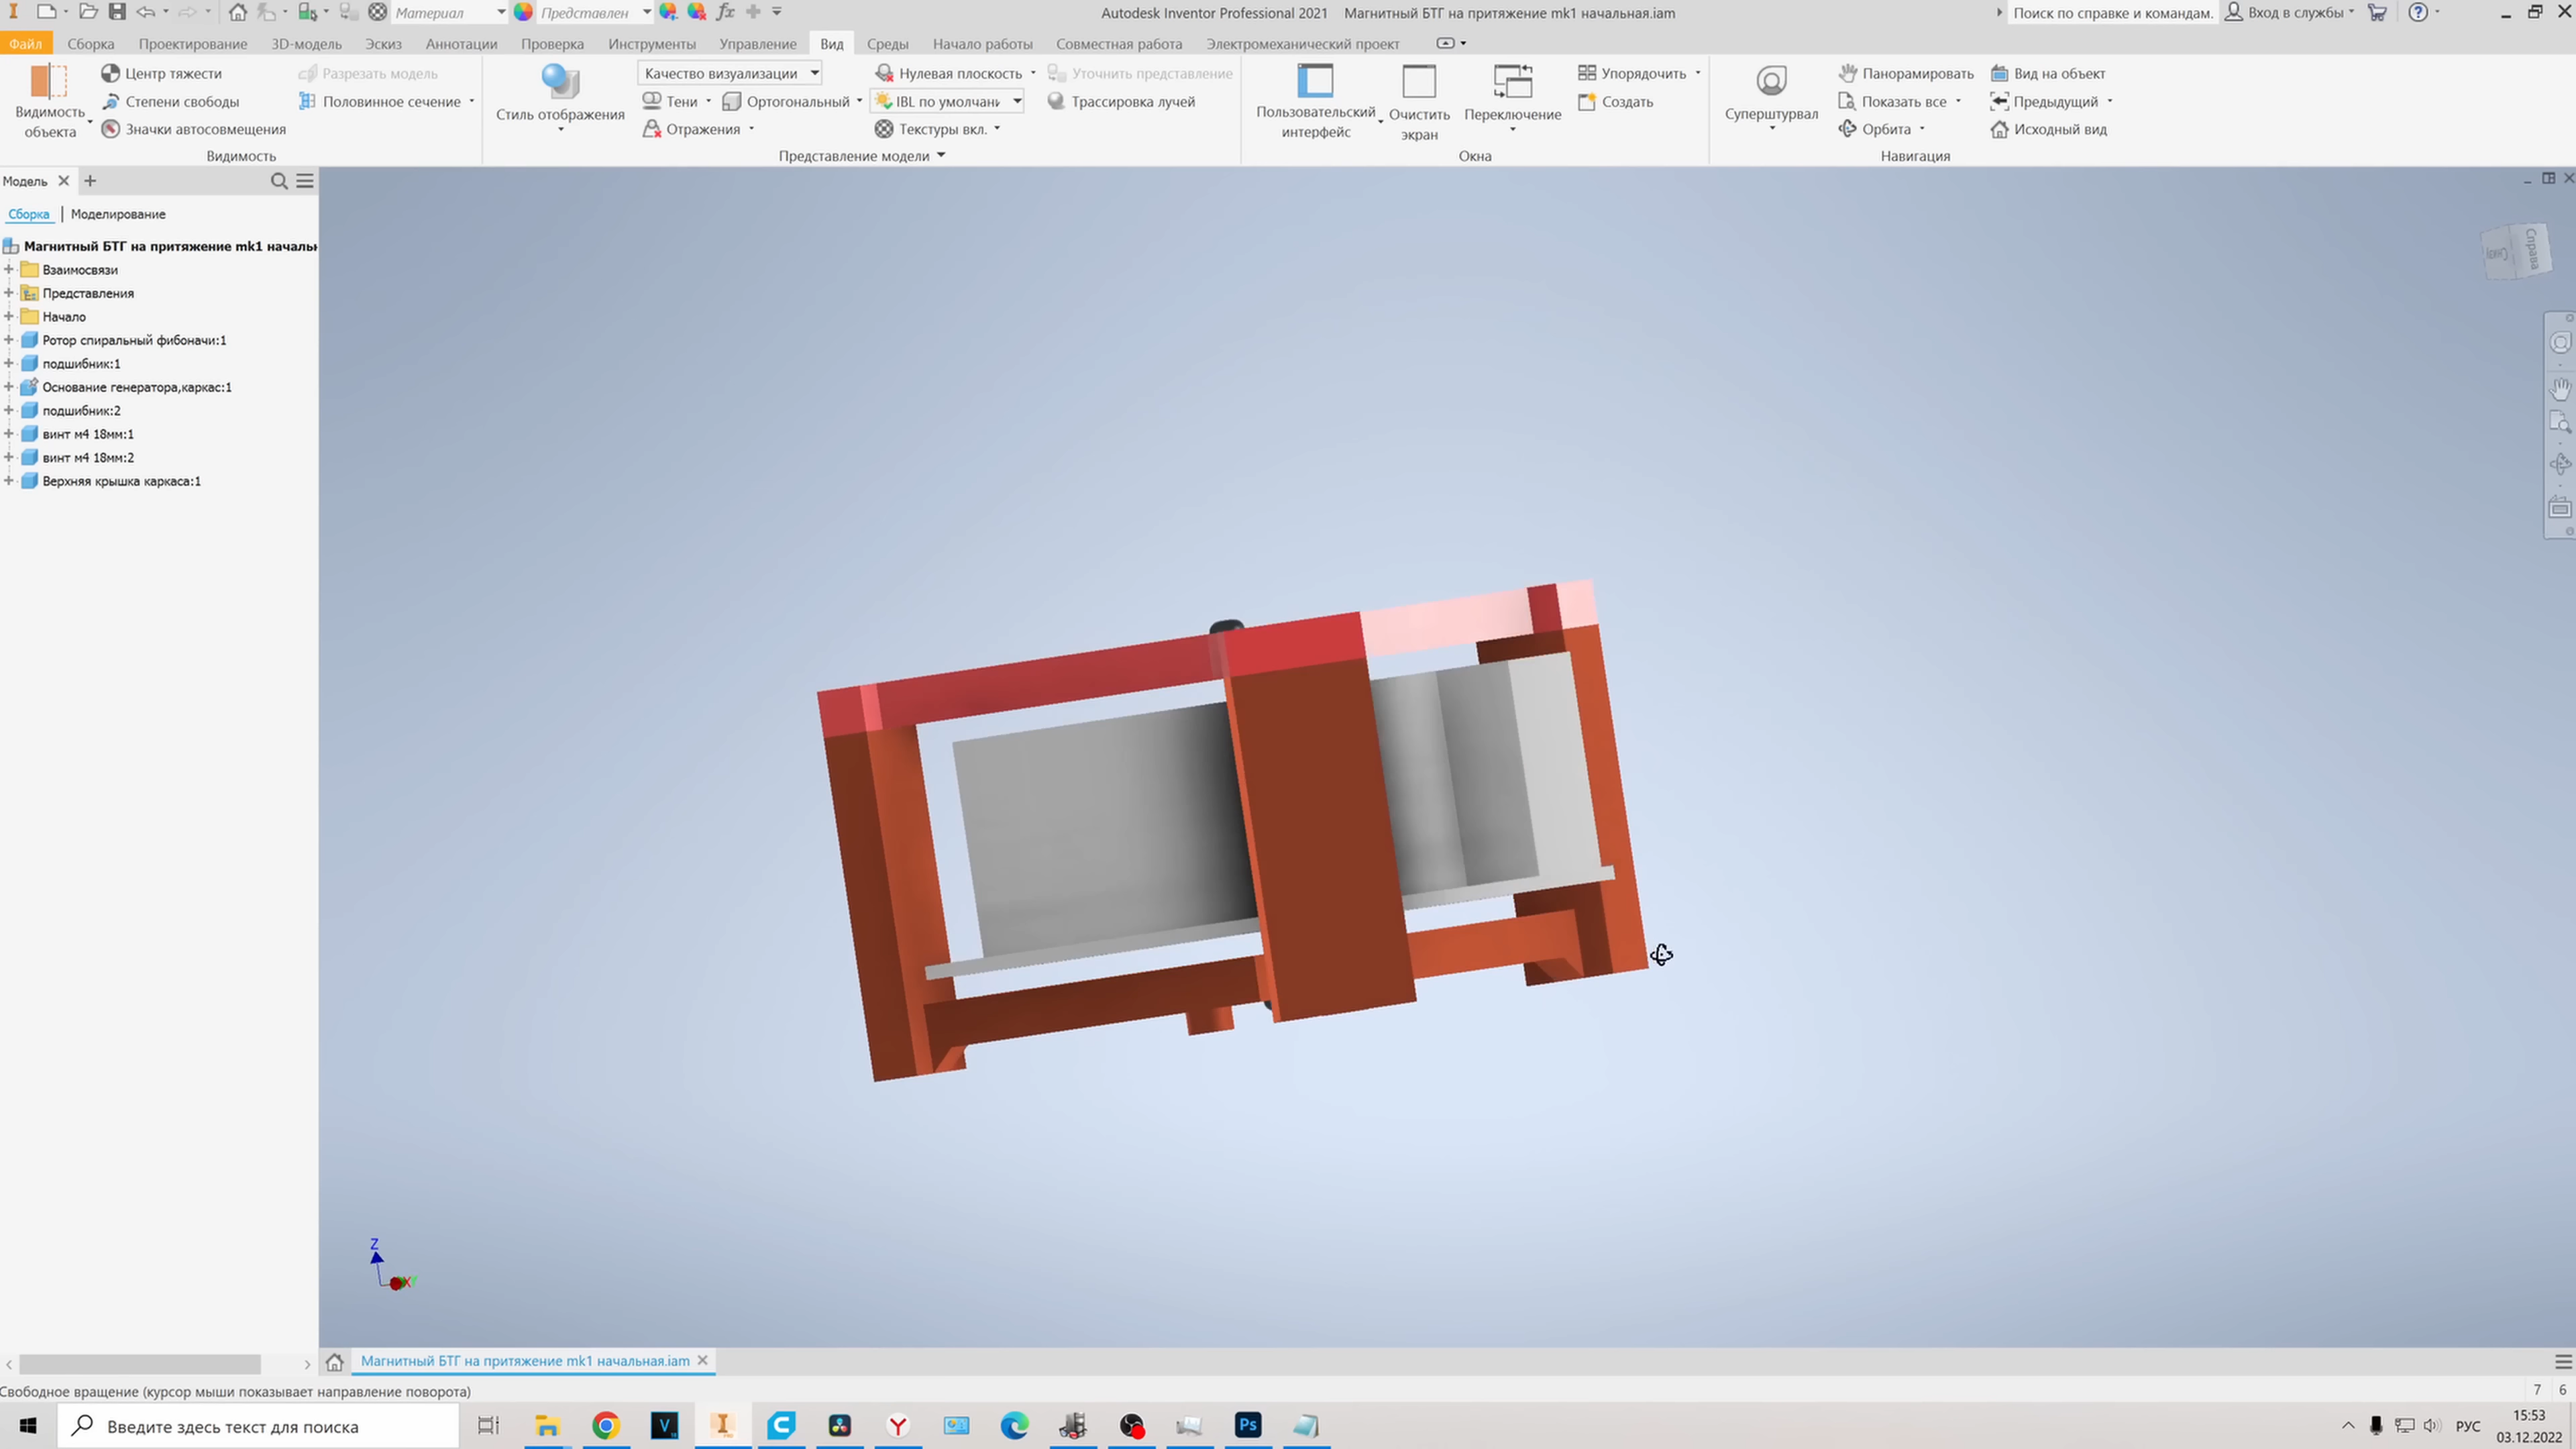 Материал
Представлен
Autodesk Inventor Professional 2021 Магнитный БТГ на притяжение mk1 начальная.iam
Поиск по справке и командам.
Вход в службы
Файл Сборка Проектирование 3D-модель Эскиз Аннотации Проверка Инструменты Управление Вид Среды Начало работы Совместная работа Электромеханический проект
Видимость объекта
Центр тяжести
Степени свободы
Значки автосовмещения
Разрезать модель
Половинное сечение
Видимость
Стиль отображения
Качество визуализации
Тени
Ортогональный
Отражения
Нулевая плоскость
IBL по умолчани
Текстуры вкл.
Уточнить представление
Трассировка лучей
Представление модели
Пользовательский интерфейс
Очистить экран
Переключение
Упорядочить
Создать
Окна
Суперштурвал
Панорамировать
Показать все
Орбита
Вид на объект
Предыдущий
Исходный вид
Навигация
Модель
Сборка | Моделирование
Магнитный БТГ на притяжение mk1 началь
Взаимосвязи
Представления
Начало
Ротор спиральный фибоначи:1
подшибник:1
Основание генератора,каркас:1
подшибник:2
винт м4 18мм:1
винт м4 18мм:2
Верхняя крышка каркаса:1
Справа
Снизу
Z
X Y
Магнитный БТГ на притяжение mk1 начальная.iam
Свободное вращение (курсор мыши показывает направление поворота)
7 6
Введите здесь текст для поиска
Ps
РУС
15:53
03.12.2022